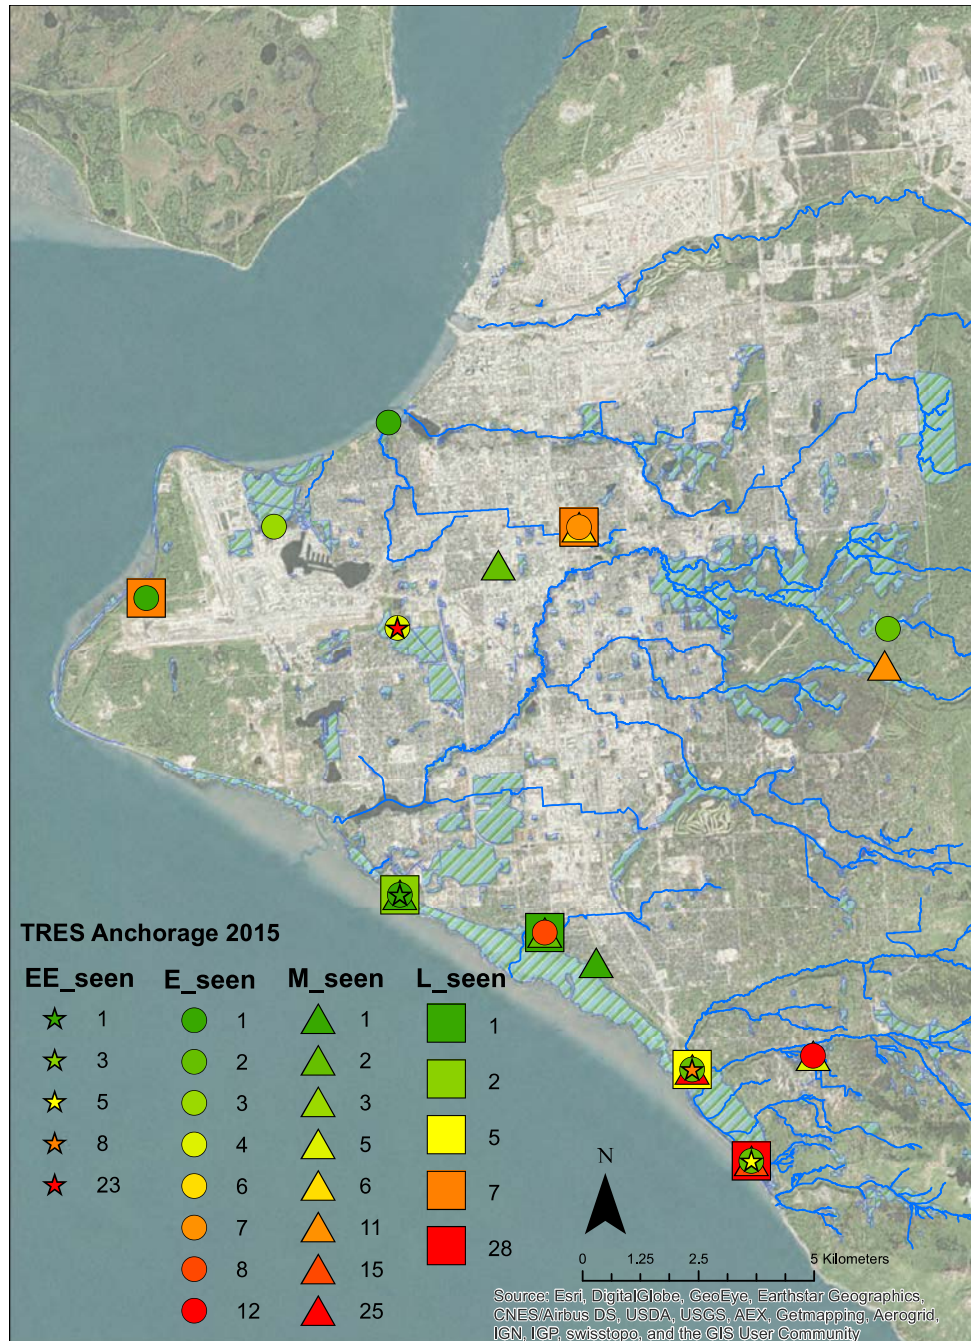 TRES Anchorage 2015
EE_seen E_seen M_seen L_seen
1 1 1 1
3 2 2 2
5 3 3 5
8 4 5 7
23 6 6 28
7 11
8 15
12 25
N
0 1.25 2.5 5 Kilometers
Source: Esri, DigitalGlobe, GeoEye, Earthstar Geographics,
CNES/Airbus DS, USDA, USGS, AEX, Getmapping, Aerogrid,
IGN, IGP, swisstopo, and the GIS User Community